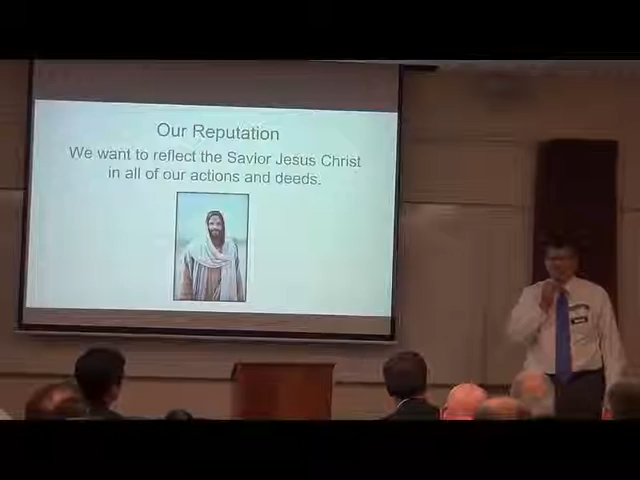 Our Reputation
We want to reflect the Savior Jesus Christ
in all of our actions and deeds.